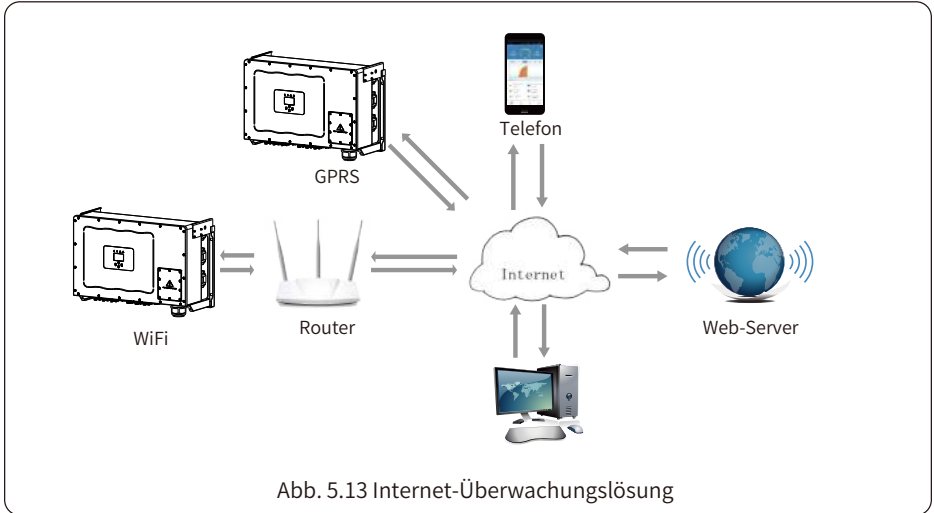 Telefon
GPRS
Internet
WiFi
Router
Web-Server
Abb. 5.13 Internet-Überwachungslösung